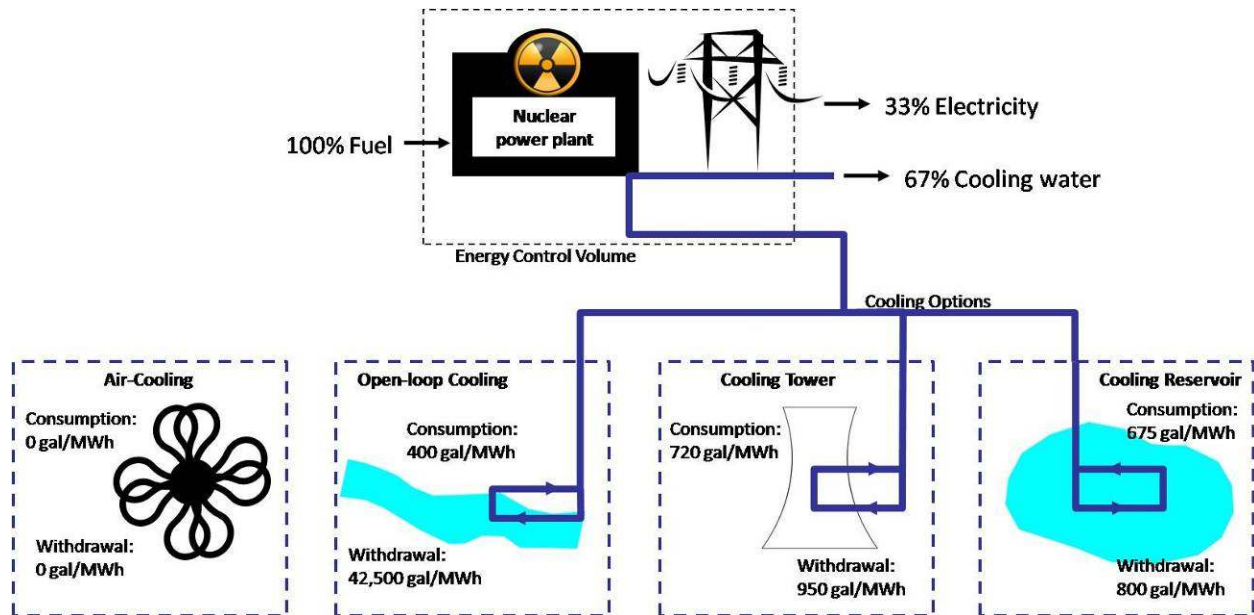 Nuclear
power plant
100% Fuel
33% Electricity
67% Cooling water
Energy Control Volume
Cooling Options
Air-Cooling
Consumption:
0 gal/MWh
Withdrawal:
0 gal/MWh
Open-loop Cooling
Consumption:
400 gal/MWh
Withdrawal:
42,500 gal/MWh
Cooling Tower
Consumption:
720 gal/MWh
Withdrawal:
950 gal/MWh
Cooling Reservoir
Consumption:
675 gal/MWh
Withdrawal:
800 gal/MWh